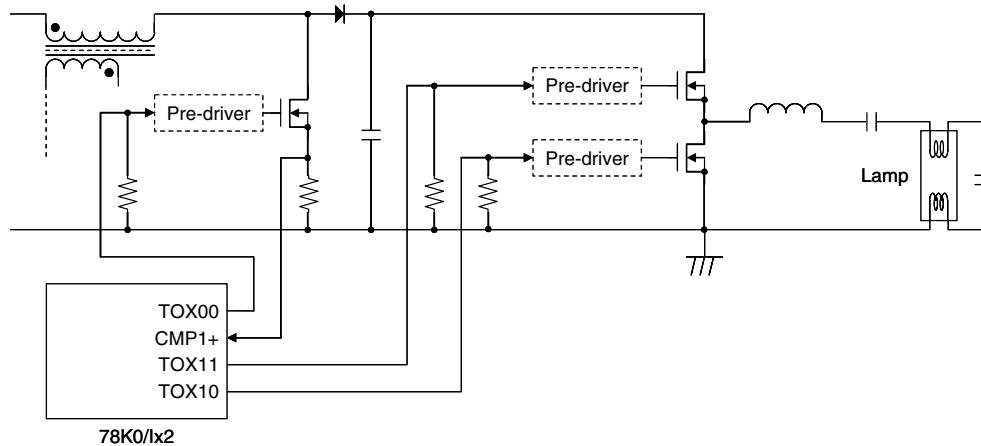 Pre-driver
Pre-driver
Pre-driver
Lamp
TOX00
CMP1+
TOX11
TOX10
78K0/Ix2